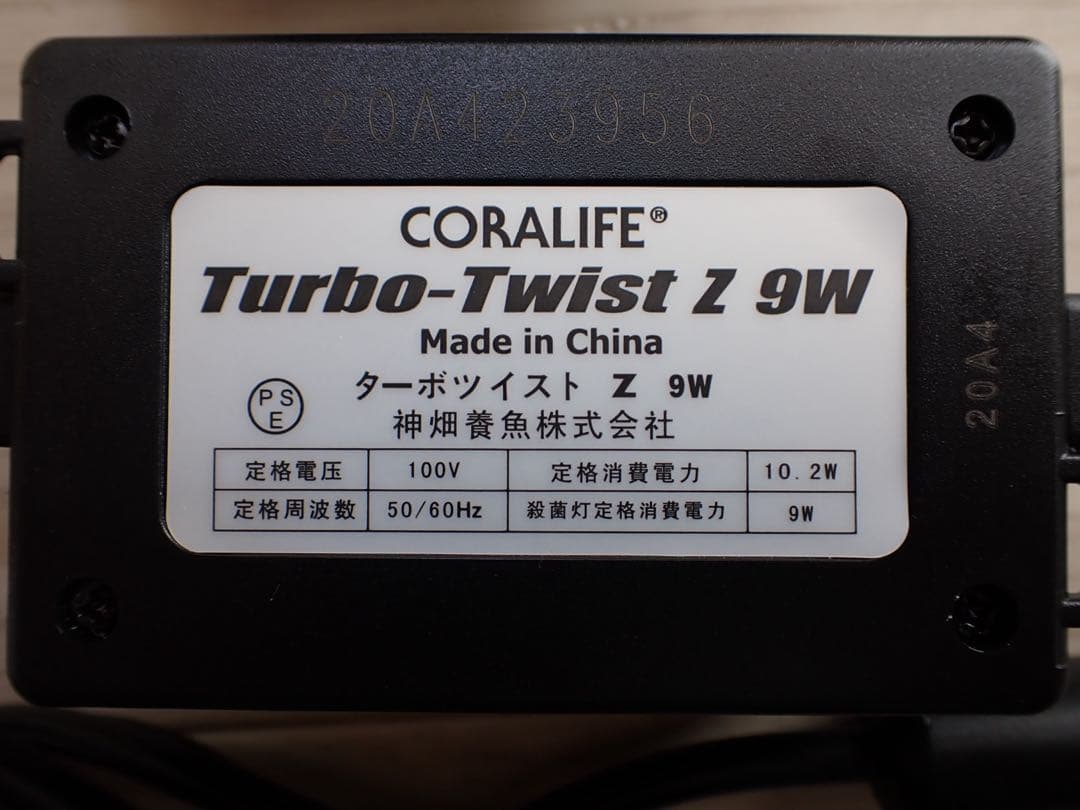 20A423956
CORALIFE®
Turbo-Twist Z 9W
Made in China
ターボツイスト Z 9W
PSE
神畑養魚株式会社
定格電圧 100V 定格消費電力 10.2W
定格周波数 50/60Hz 殺菌灯定格消費電力 9W
20A4